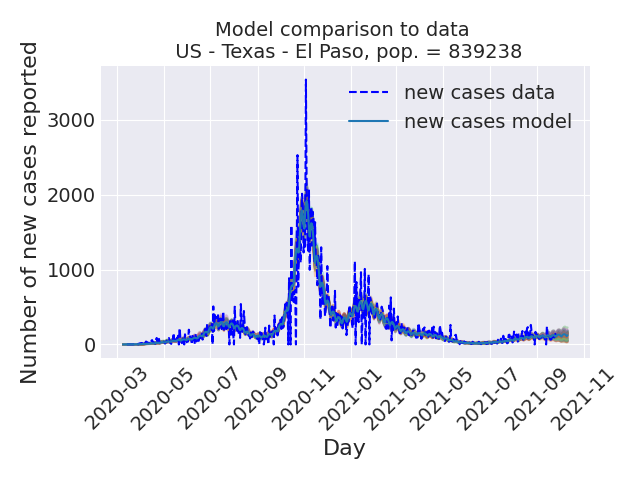 Model comparison to data
US - Texas - El Paso, pop. = 839238
Number of new cases reported
3000
2000
1000
0
new cases data
new cases model
2020-03
2020-05
2020-07
2020-09
2020-11
2021-01
2021-03
2021-05
2021-07
2021-09
2021-11
Day